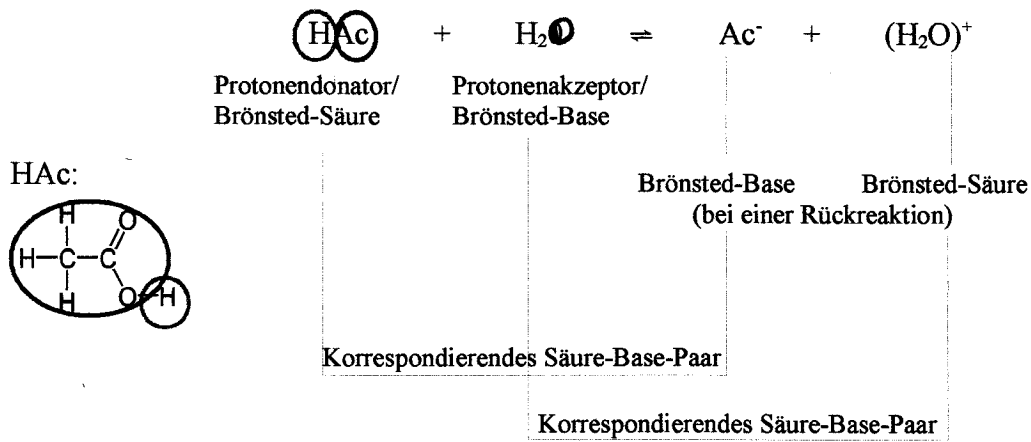 HAc + H₂O ⇌ Ac⁻ + (H₂O)⁺
Protonendonator/ Protonenakzeptor/
Brönsted-Säure Brönsted-Base
HAc:
Brönsted-Base Brönsted-Säure
(bei einer Rückreaktion)
H O
H C C
H O H
Korrespondierendes Säure-Base-Paar
Korrespondierendes Säure-Base-Paar